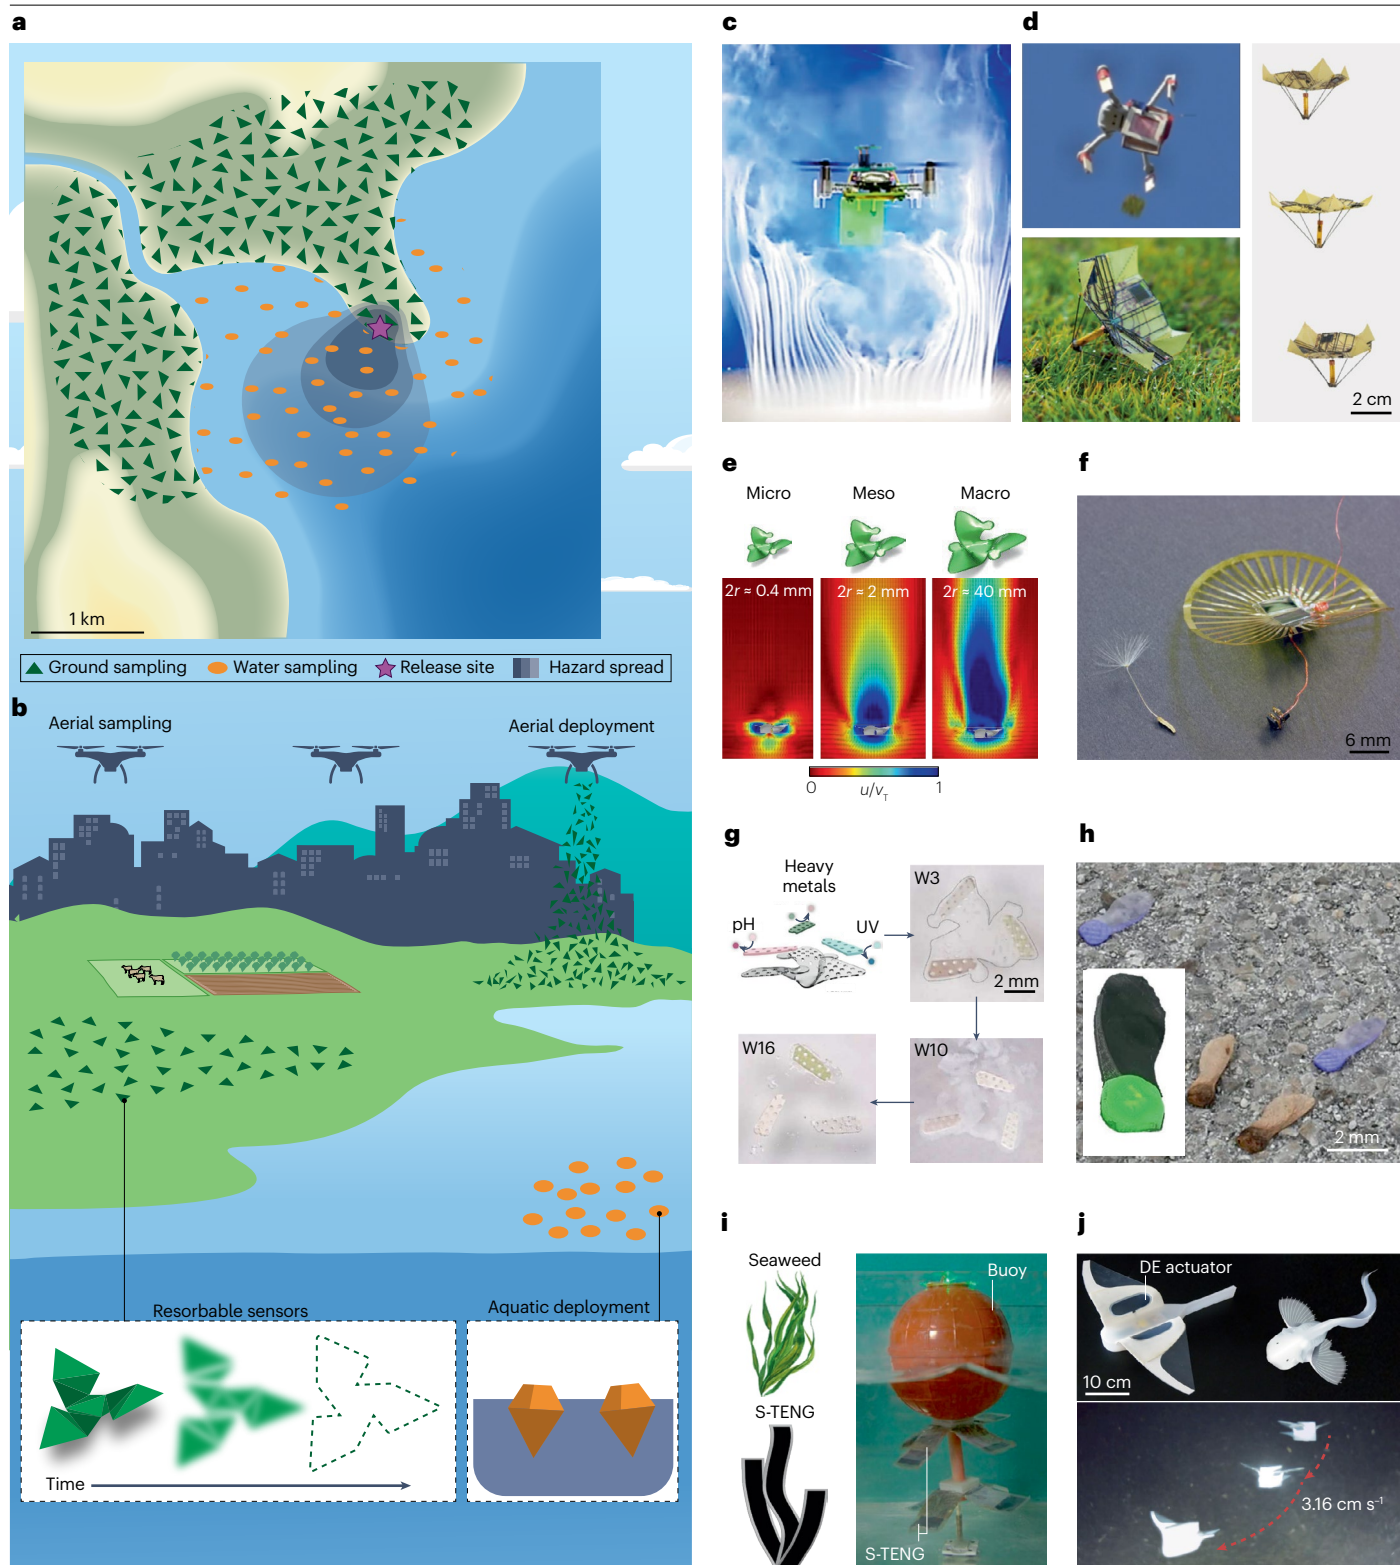 a
1 km
Ground sampling
Water sampling
Release site
Hazard spread
b
Aerial sampling
Aerial deployment
Resorbable sensors
Time
Aquatic deployment
c
d
2 cm
e
Micro
Meso
Macro
2r ≈ 0.4 mm
2r ≈ 2 mm
2r ≈ 40 mm
0
u/vT
1
f
6 mm
g
Heavy
metals
pH
UV
W3
2 mm
W16
W10
h
2 mm
i
Seaweed
S-TENG
Buoy
S-TENG
j
DE actuator
10 cm
3.16 cm s⁻¹